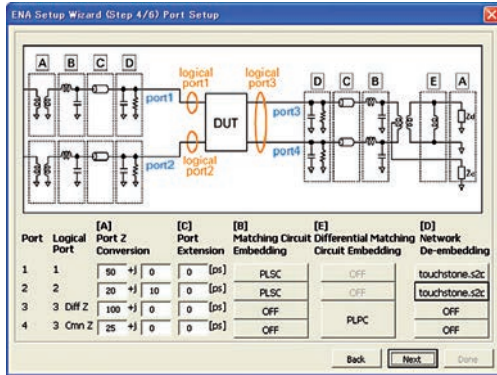 ENA Setup Wizard (Step 4/6) Port Setup
A B C D
logical port1
logical port3
port1
port3
DUT
port2
port4
logical port2
D C B E A
Zd
Zc
Port
Logical Port
[A] Port Z Conversion
[C] Port Extension
[B] Matching Circuit Embedding
[E] Differential Matching Circuit Embedding
[D] Network De-embedding
1 1 50 +j 0 0 [ps] PLSC OFF touchstone.s2c
2 2 20 +j 10 0 [ps] PLSC OFF touchstone.s2c
3 3 Diff Z 100 +j 0 0 [ps] OFF PLPC OFF
4 3 Cmn Z 25 +j 0 0 [ps] OFF OFF
Back Next Done